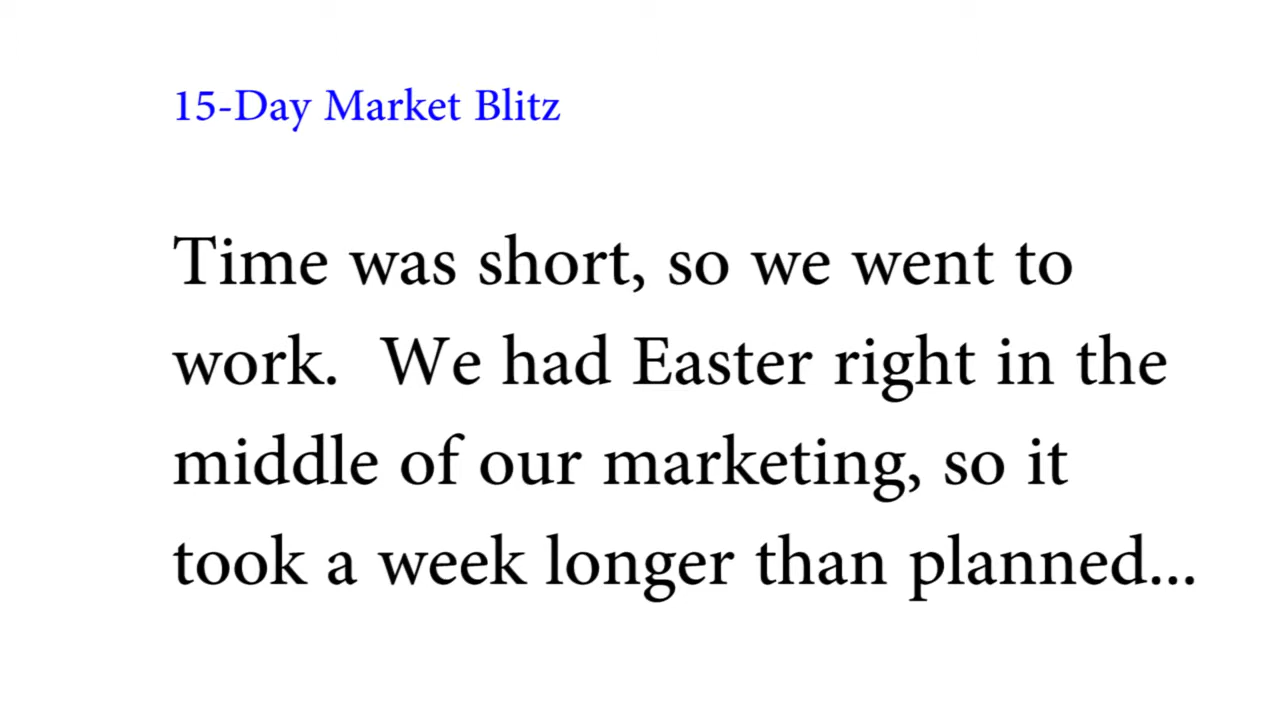 15-Day Market Blitz
Time was short, so we went to
work.  We had Easter right in the
middle of our marketing, so it
took a week longer than planned...